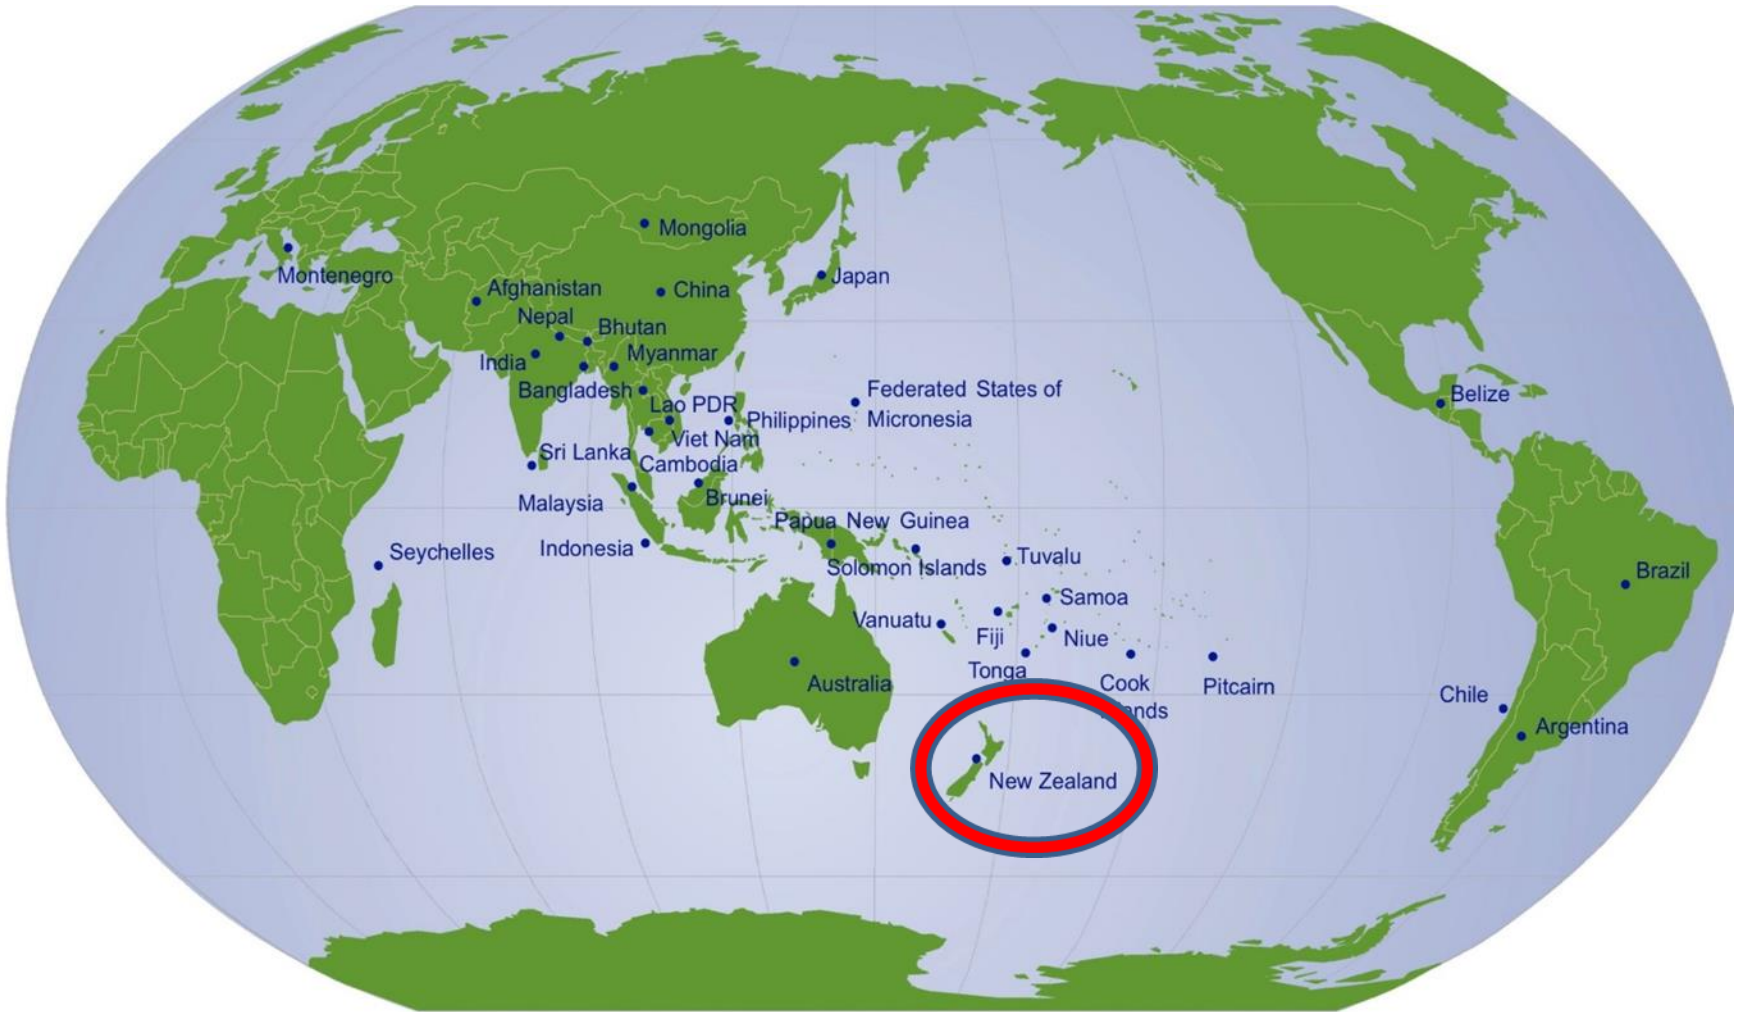 Mongolia
Montenegro
Japan
Afghanistan
China
Nepal
Bhutan
India
Myanmar
Bangladesh
Federated States of
Micronesia
Belize
Lao PDR
Philippines
Viet Nam
Sri Lanka
Cambodia
Malaysia
Brunei
Papua New Guinea
Indonesia
Seychelles
Tuvalu
Solomon Islands
Brazil
Samoa
Vanuatu
Fiji
Niue
Tonga
Australia
Cook
Pitcairn
Chile
Argentina
New Zealand